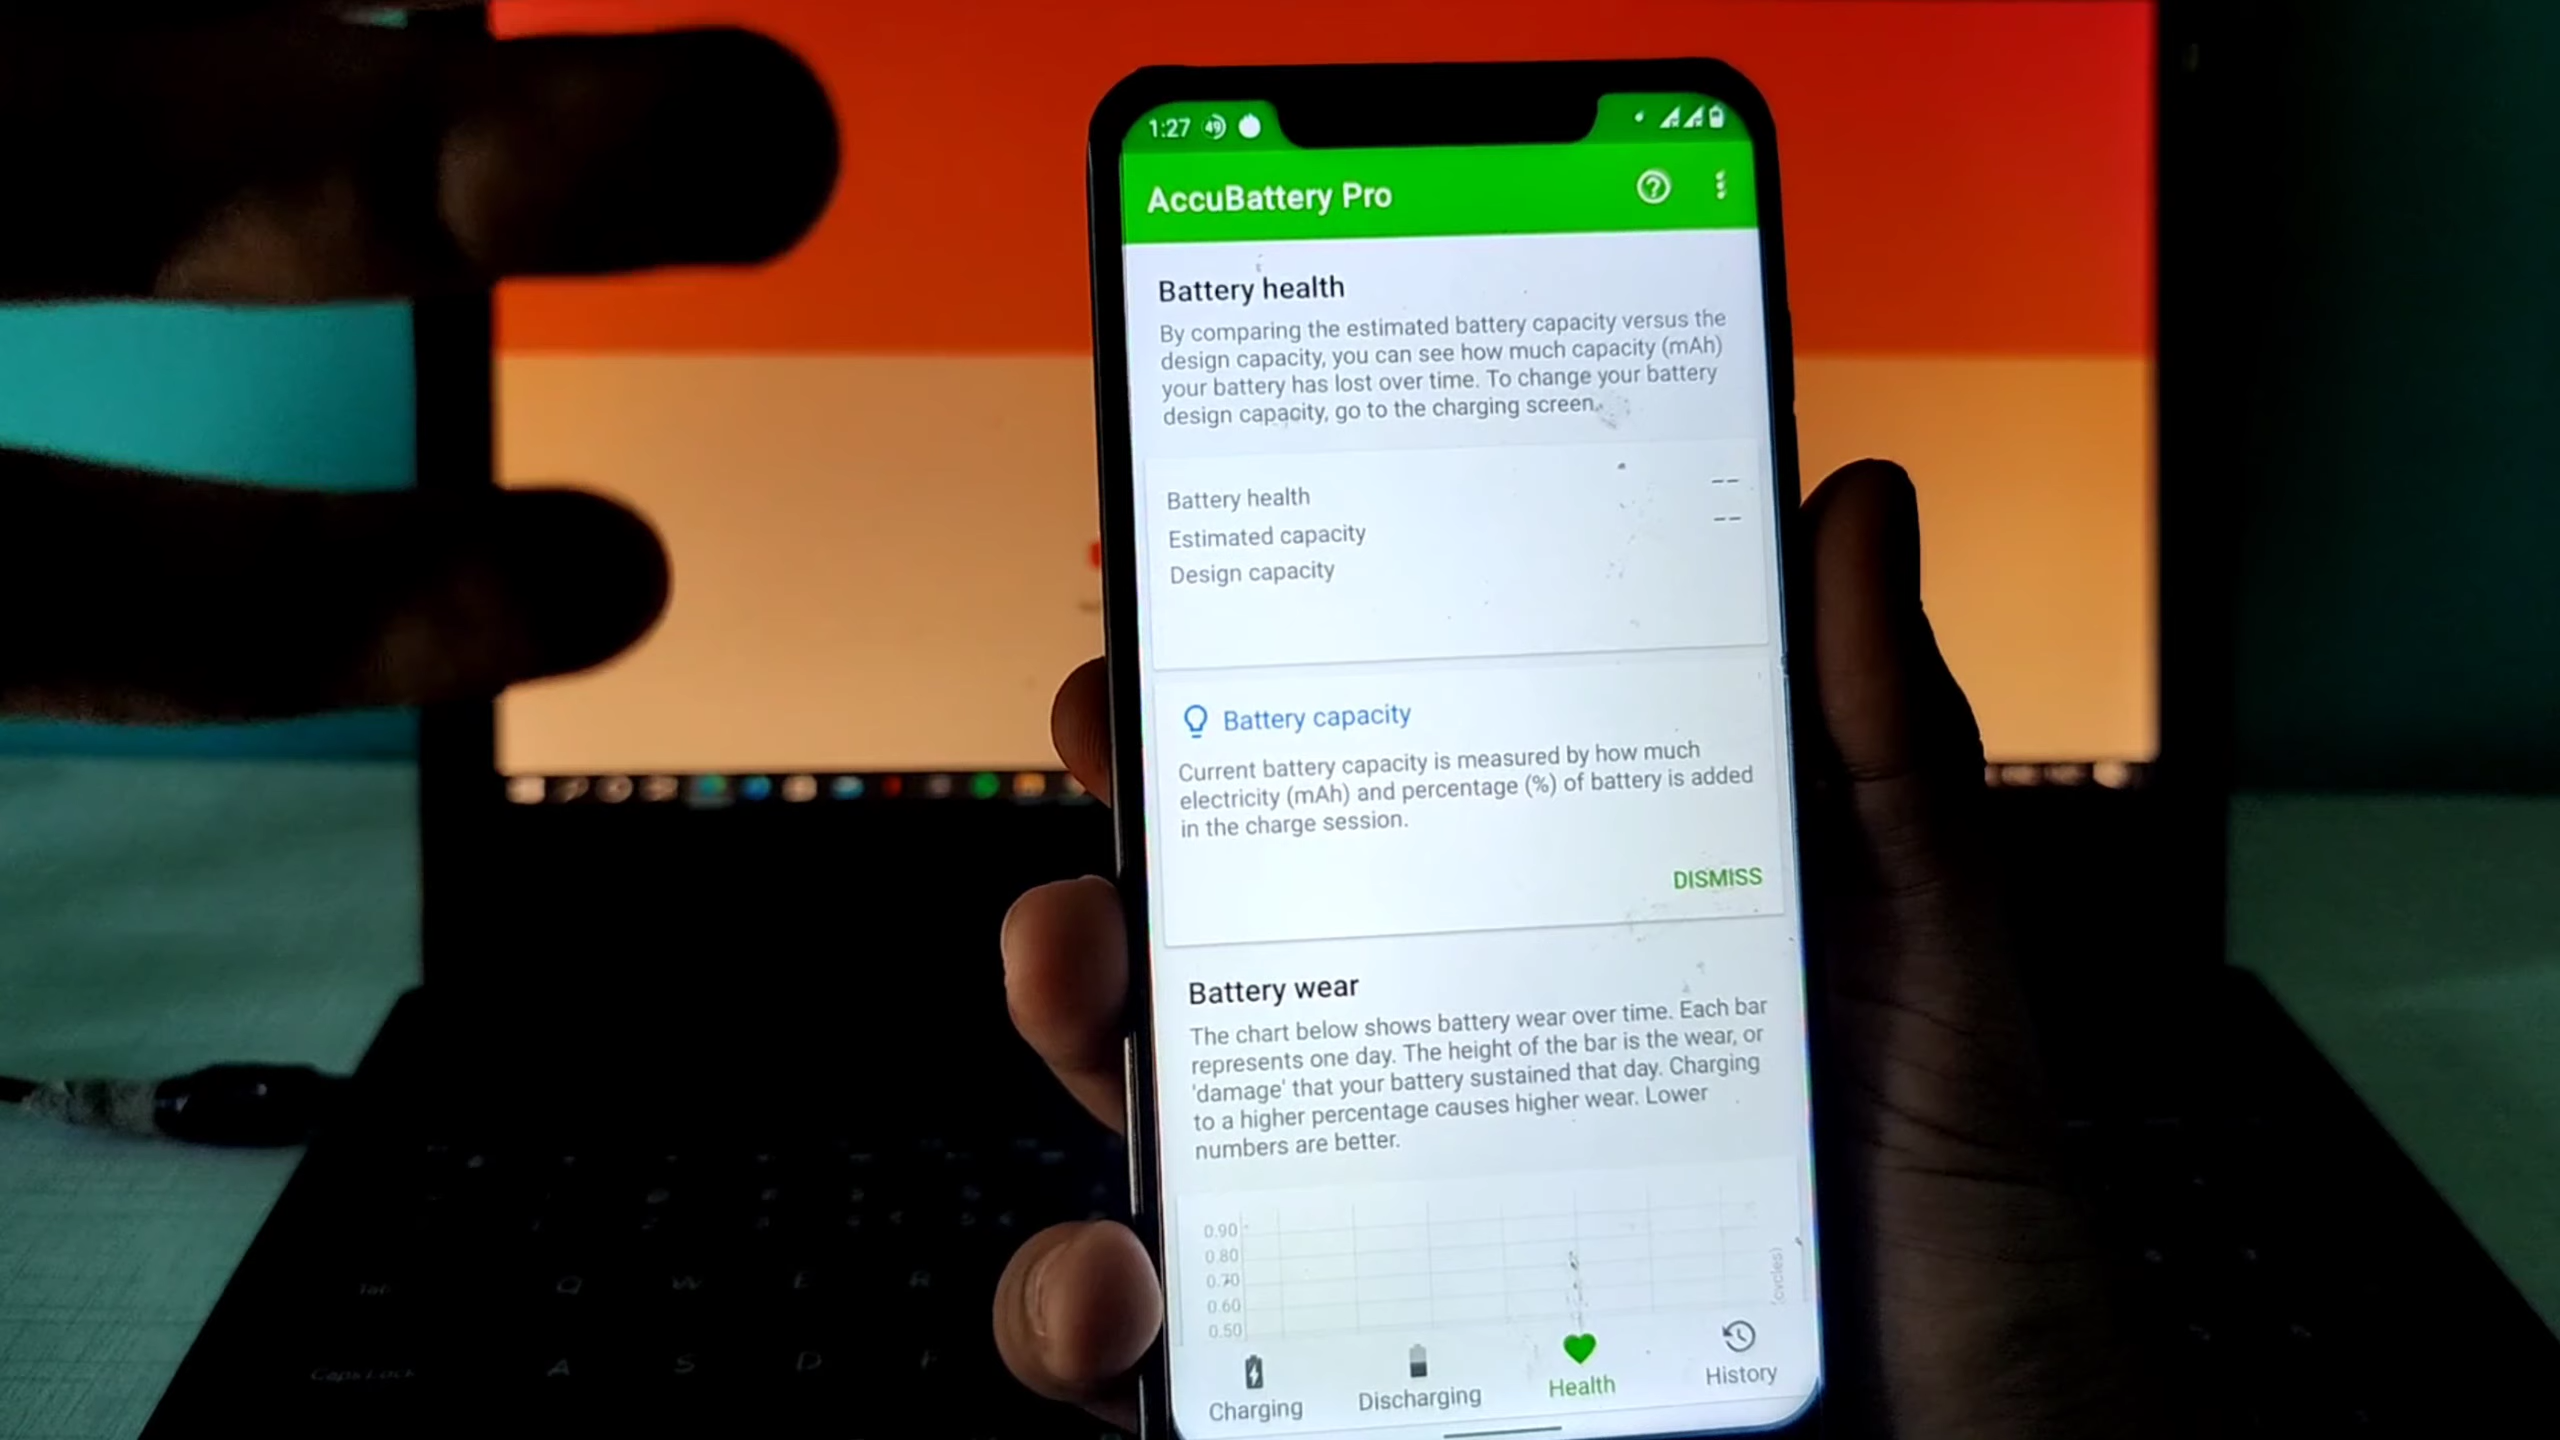 1:27 49
AccuBattery Pro
Battery health
By comparing the estimated battery capacity versus the
design capacity, you can see how much capacity (mAh)
your battery has lost over time. To change your battery
design capacity, go to the charging screen.
Battery health --
Estimated capacity --
Design capacity
Battery capacity
Current battery capacity is measured by how much
electricity (mAh) and percentage (%) of battery is added
in the charge session.
DISMISS
Battery wear
The chart below shows battery wear over time. Each bar
represents one day. The height of the bar is the wear, or
'damage' that your battery sustained that day. Charging
to a higher percentage causes higher wear. Lower
numbers are better.
0.90
0.80
0.70
0.60
0.50
Charging Discharging Health History
Tab Q W E R
Caps Lock A S D F